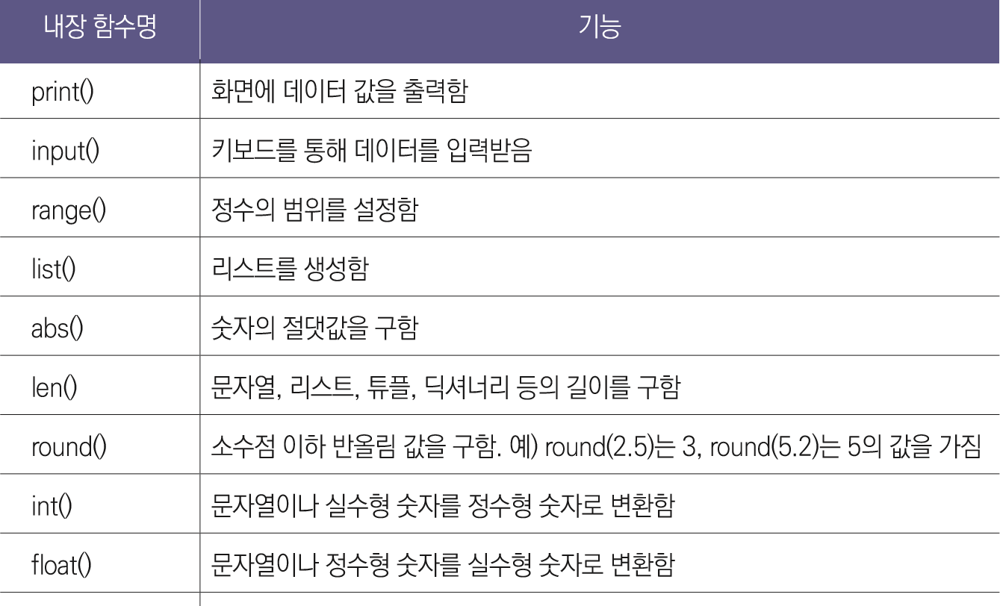 내장 함수명 기능
print() 화면에 데이터 값을 출력함
input() 키보드를 통해 데이터를 입력받음
range() 정수의 범위를 설정함
list() 리스트를 생성함
abs() 숫자의 절댓값을 구함
len() 문자열, 리스트, 튜플, 딕셔너리 등의 길이를 구함
round() 소수점 이하 반올림 값을 구함. 예) round(2.5)는 3, round(5.2)는 5의 값을 가짐
int() 문자열이나 실수형 숫자를 정수형 숫자로 변환함
float() 문자열이나 정수형 숫자를 실수형 숫자로 변환함